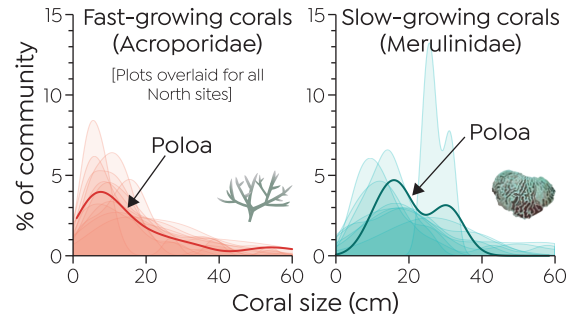 Fast-growing corals
(Acroporidae)
[Plots overlaid for all
North sites]
Poloa
% of community
15
10
5
0
0 20 40 60
Slow-growing corals
(Merulinidae)
Poloa
15
10
5
0
0 20 40 60
Coral size (cm)